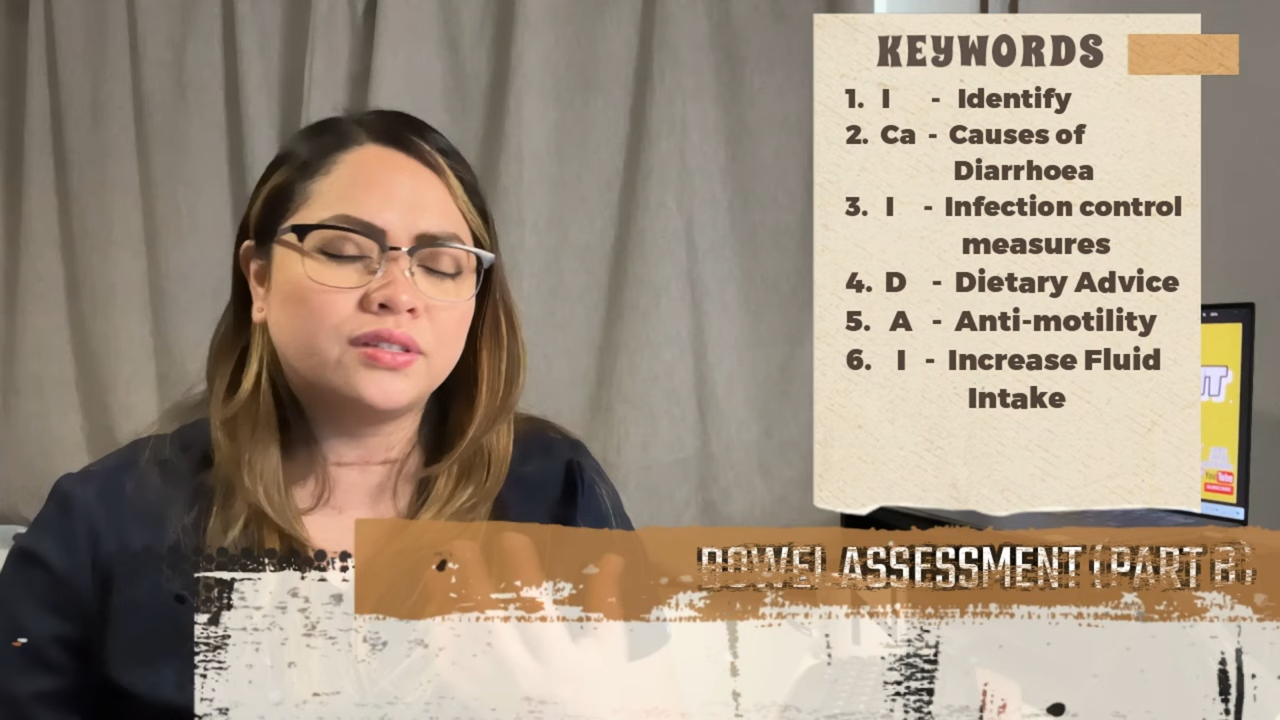 KEYWORDS
1. I - Identify
2. Ca - Causes of
Diarrhoea
3. I - Infection control
measures
4. D - Dietary Advice
5. A - Anti-motility
6. I - Increase Fluid
Intake
BOWEL ASSESSMENT (PART B)
YouTube